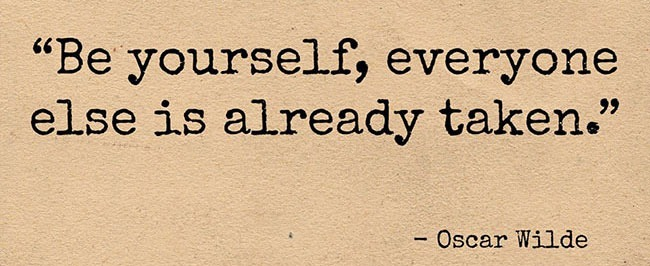 “Be yourself, everyone
else is already taken.”
– Oscar Wilde